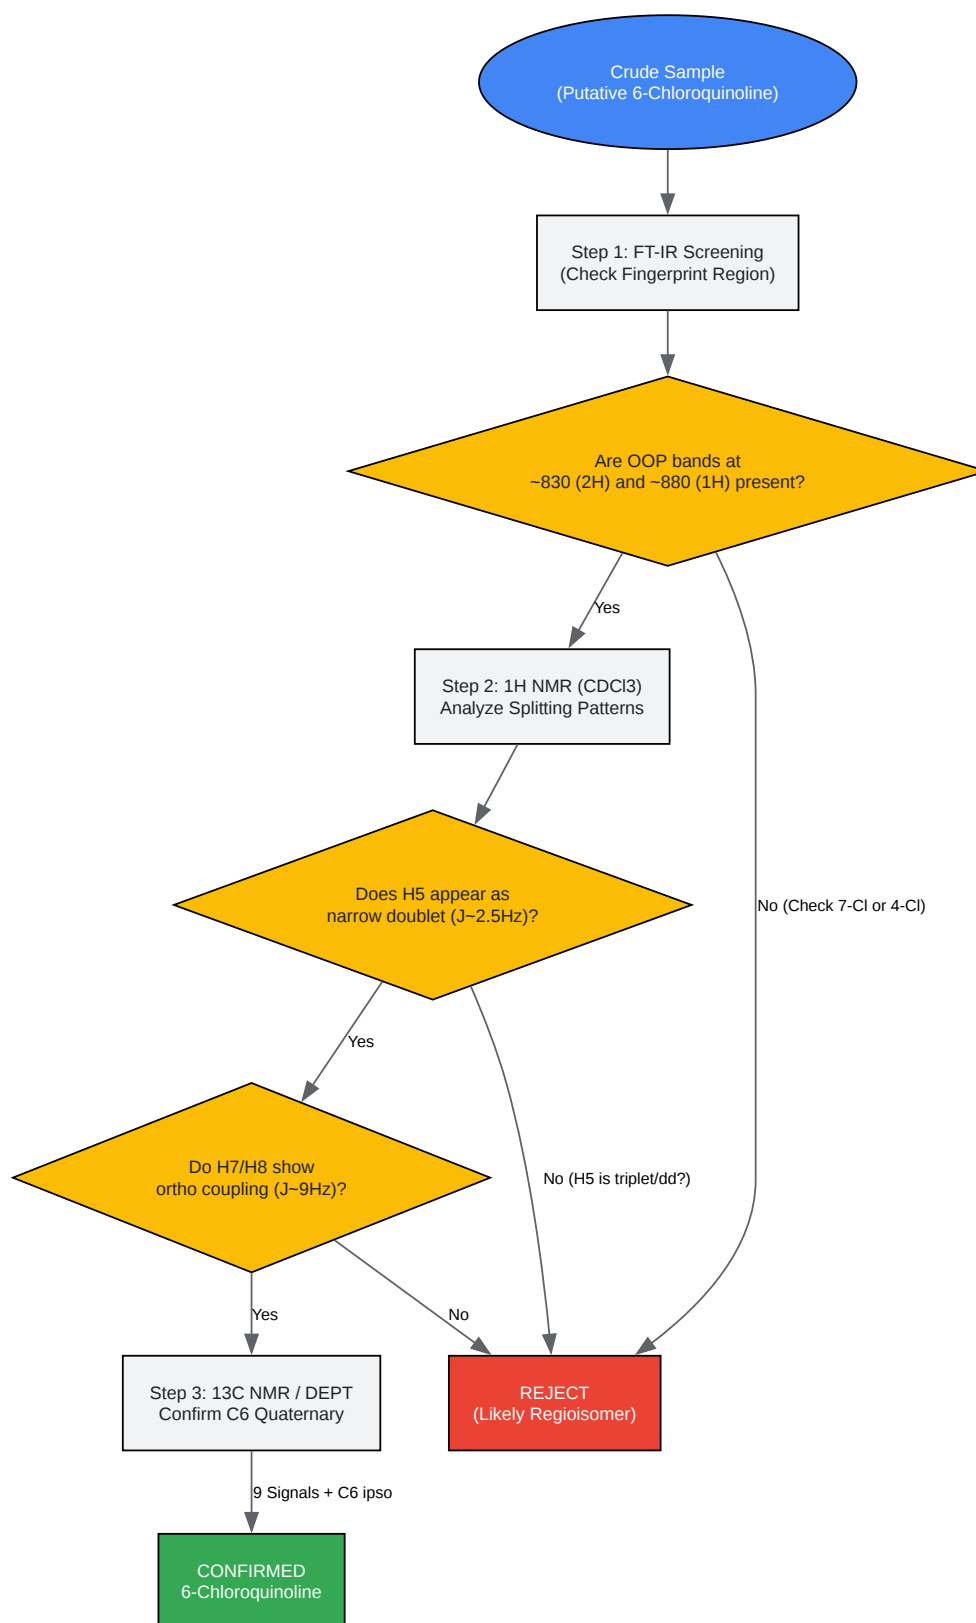 Crude Sample
(Putative 6-Chloroquinoline)
Step 1: FT-IR Screening
(Check Fingerprint Region)
Are OOP bands at
~830 (2H) and ~880 (1H) present?
Yes
Step 2: 1H NMR (CDCl3)
Analyze Splitting Patterns
Does H5 appear as
narrow doublet (J~2.5Hz)?
No (Check 7-Cl or 4-Cl)
Yes
Do H7/H8 show
ortho coupling (J~9Hz)?
No (H5 is triplet/dd?)
Yes
No
Step 3: 13C NMR / DEPT
Confirm C6 Quaternary
REJECT
(Likely Regioisomer)
9 Signals + C6 ipso
CONFIRMED
6-Chloroquinoline